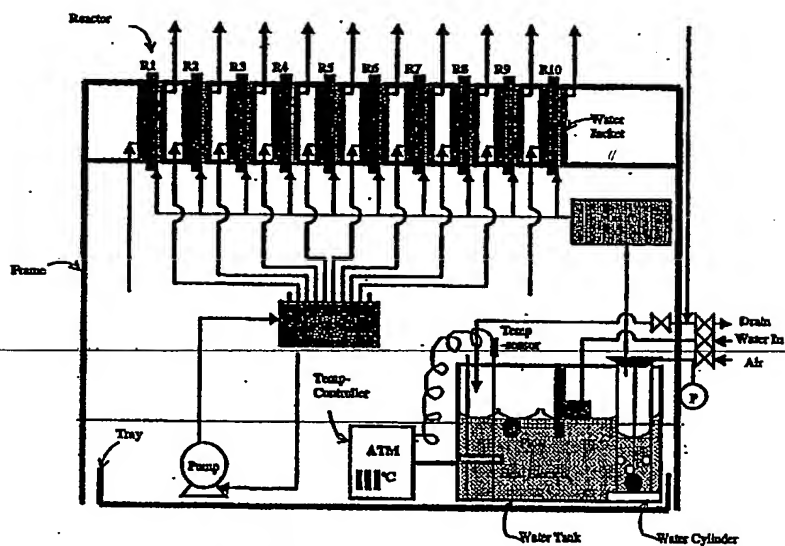 Reactor
R1 R2 R3 R4 R5 R6 R7 R8 R9 R10
Water
Jacket
Frame
Temp
-sensor
Drain
Water In
Air
P
Temp-
Controller
Tray
ATM
°C
Pump
Water Tank
Water Cylinder